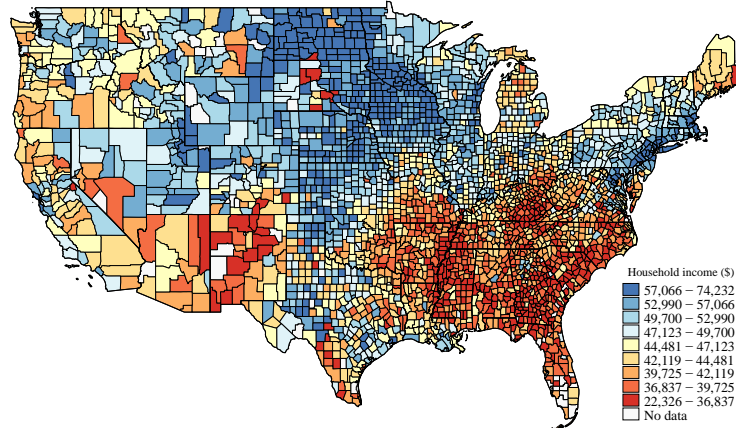 Household income ($)
57,066 – 74,232
52,990 – 57,066
49,700 – 52,990
47,123 – 49,700
44,481 – 47,123
42,119 – 44,481
39,725 – 42,119
36,837 – 39,725
22,326 – 36,837
No data